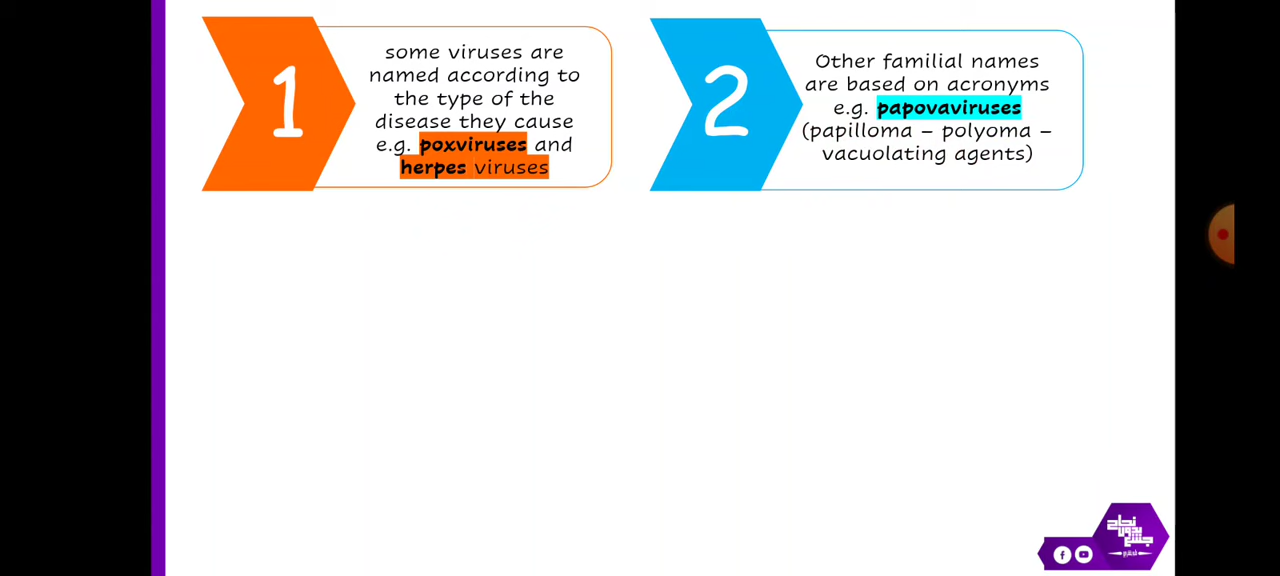 1
some viruses are
named according to
the type of the
disease they cause
e.g. poxviruses and
herpes viruses
2
Other familial names
are based on acronyms
e.g. papovaviruses
(papilloma – polyoma –
vacuolating agents)